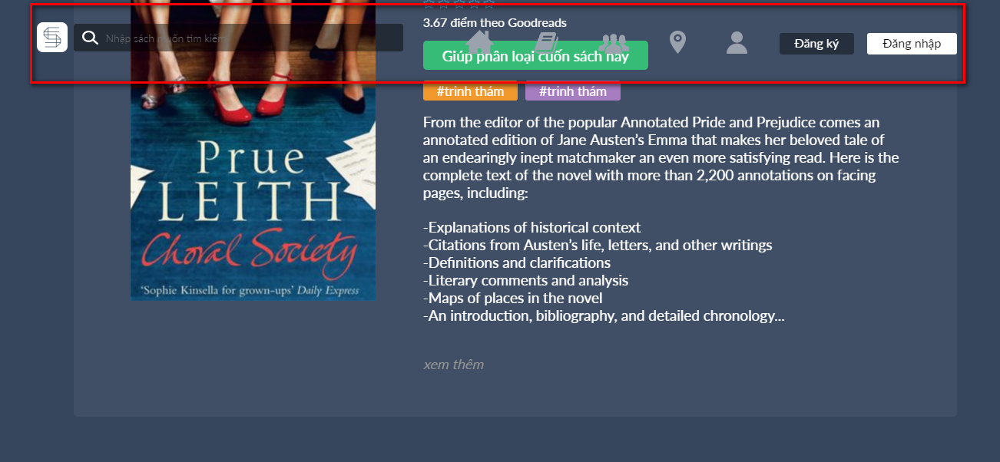 3.67 điểm theo Goodreads
Nhập sách muốn tìm kiếm
Đăng ký
Đăng nhập
Giúp phân loại cuốn sách này
#trinh thám
#trinh thám
From the editor of the popular Annotated Pride and Prejudice comes an
annotated edition of Jane Austen’s Emma that makes her beloved tale of
an endearingly inept matchmaker an even more satisfying read. Here is the
complete text of the novel with more than 2,200 annotations on facing
pages, including:
-Explanations of historical context
-Citations from Austen’s life, letters, and other writings
-Definitions and clarifications
-Literary comments and analysis
-Maps of places in the novel
-An introduction, bibliography, and detailed chronology...
xem thêm
Prue
LEITH
Choral Society
‘Sophie Kinsella for grown-ups’ Daily Express